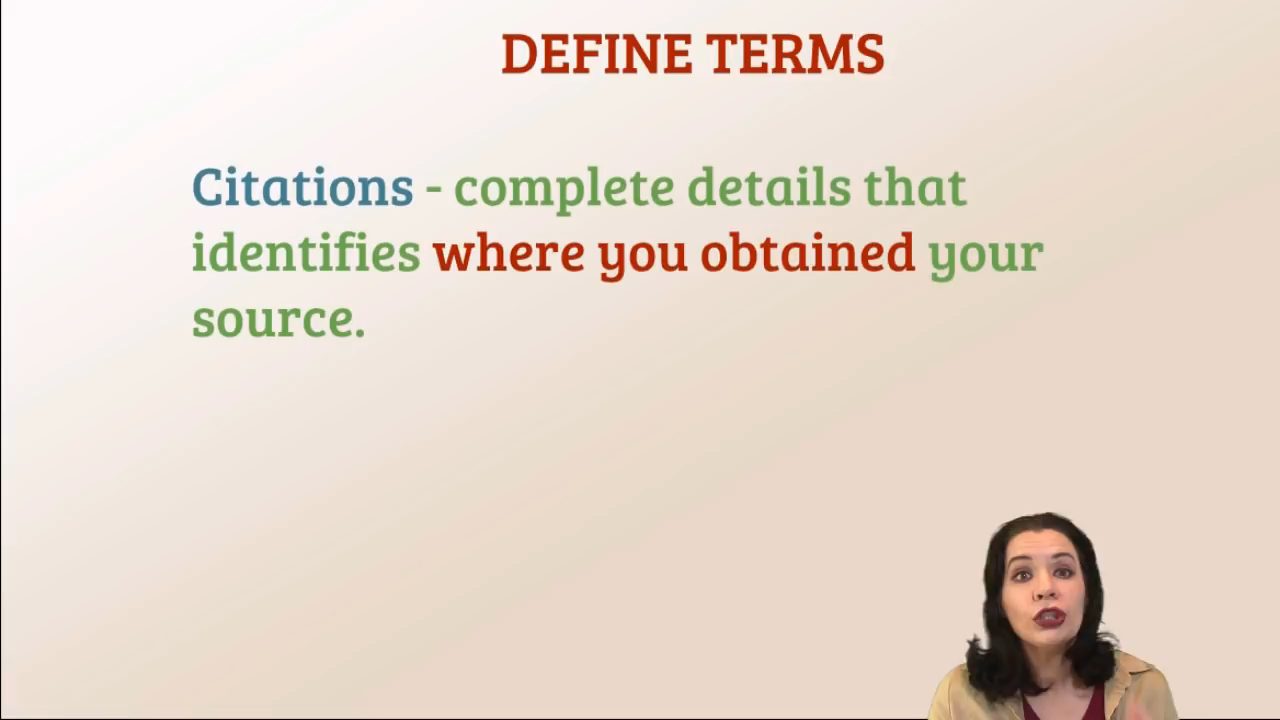 DEFINE TERMS
Citations - complete details that
identifies where you obtained your
source.